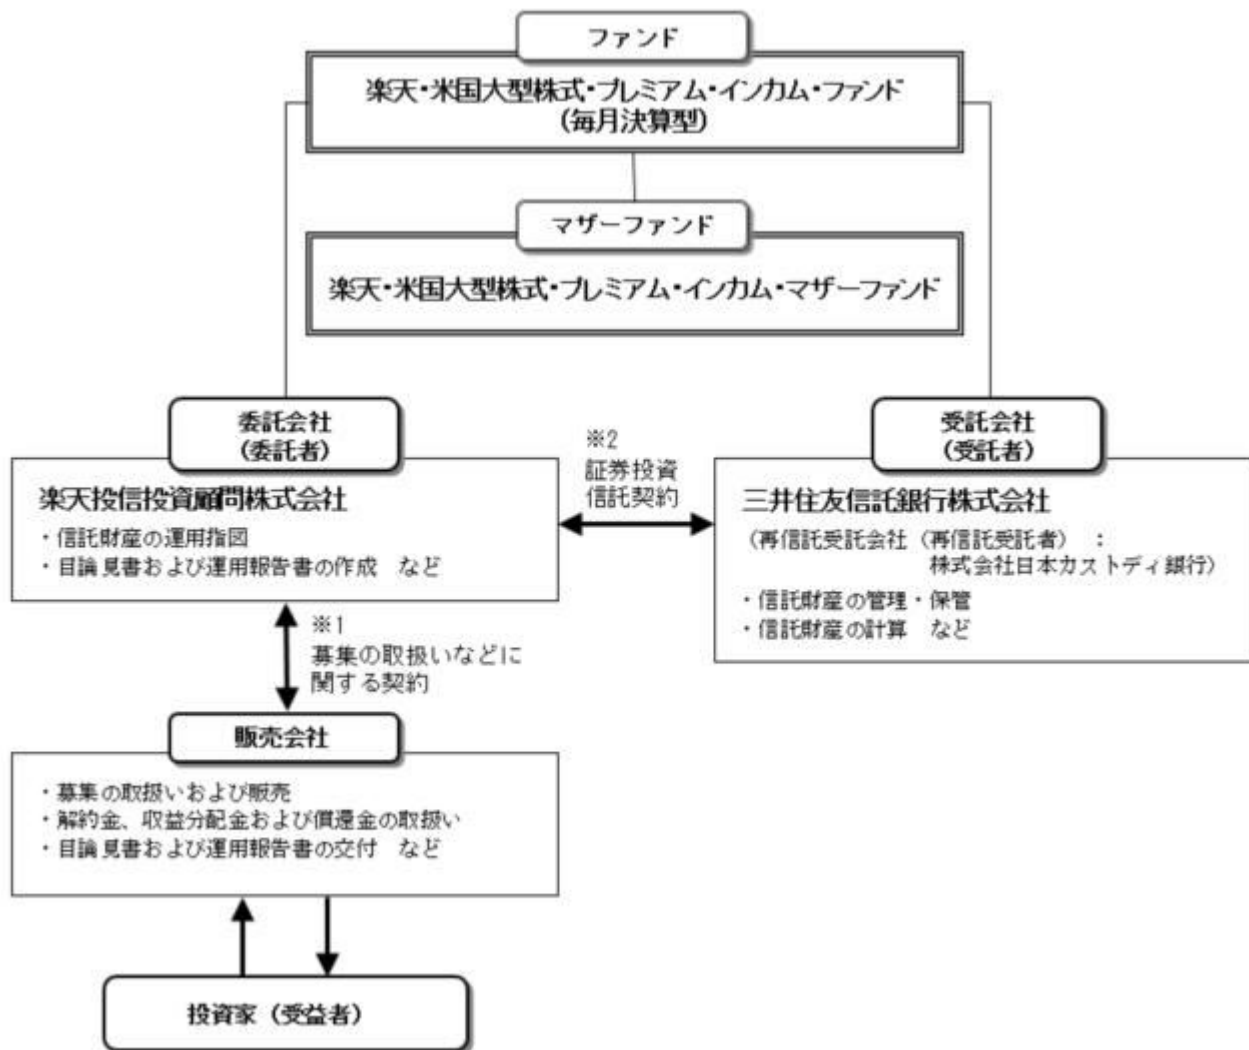 ファンド
楽天・米国大型株式・プレミアム・インカム・ファンド
(毎月決算型)
マザーファンド
楽天・米国大型株式・プレミアム・インカム・マザーファンド
委託会社
(委託者)
楽天投信投資顧問株式会社
・信託財産の運用指図
・目論見書および運用報告書の作成　など
※2
証券投資
信託契約
受託会社
(受託者)
三井住友信託銀行株式会社
(再信託受託会社(再信託受託者)　:
株式会社日本カストディ銀行)
・信託財産の管理・保管
・信託財産の計算　など
※1
募集の取扱いなどに
関する契約
販売会社
・募集の取扱いおよび販売
・解約金、収益分配金および償還金の取扱い
・目論見書および運用報告書の交付　など
投資家(受益者)